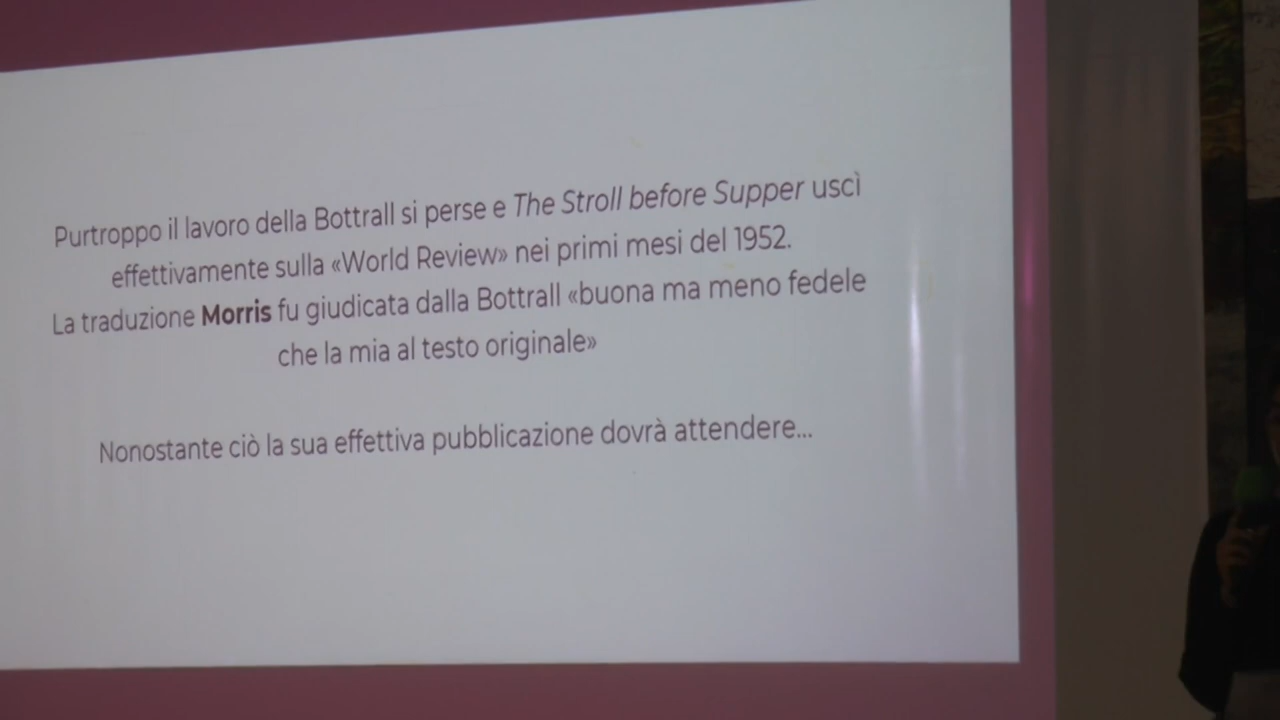 Purtroppo il lavoro della Bottrall si perse e The Stroll before Supper uscì
effettivamente sulla «World Review» nei primi mesi del 1952.
La traduzione Morris fu giudicata dalla Bottrall «buona ma meno fedele
che la mia al testo originale»
Nonostante ciò la sua effettiva pubblicazione dovrà attendere...